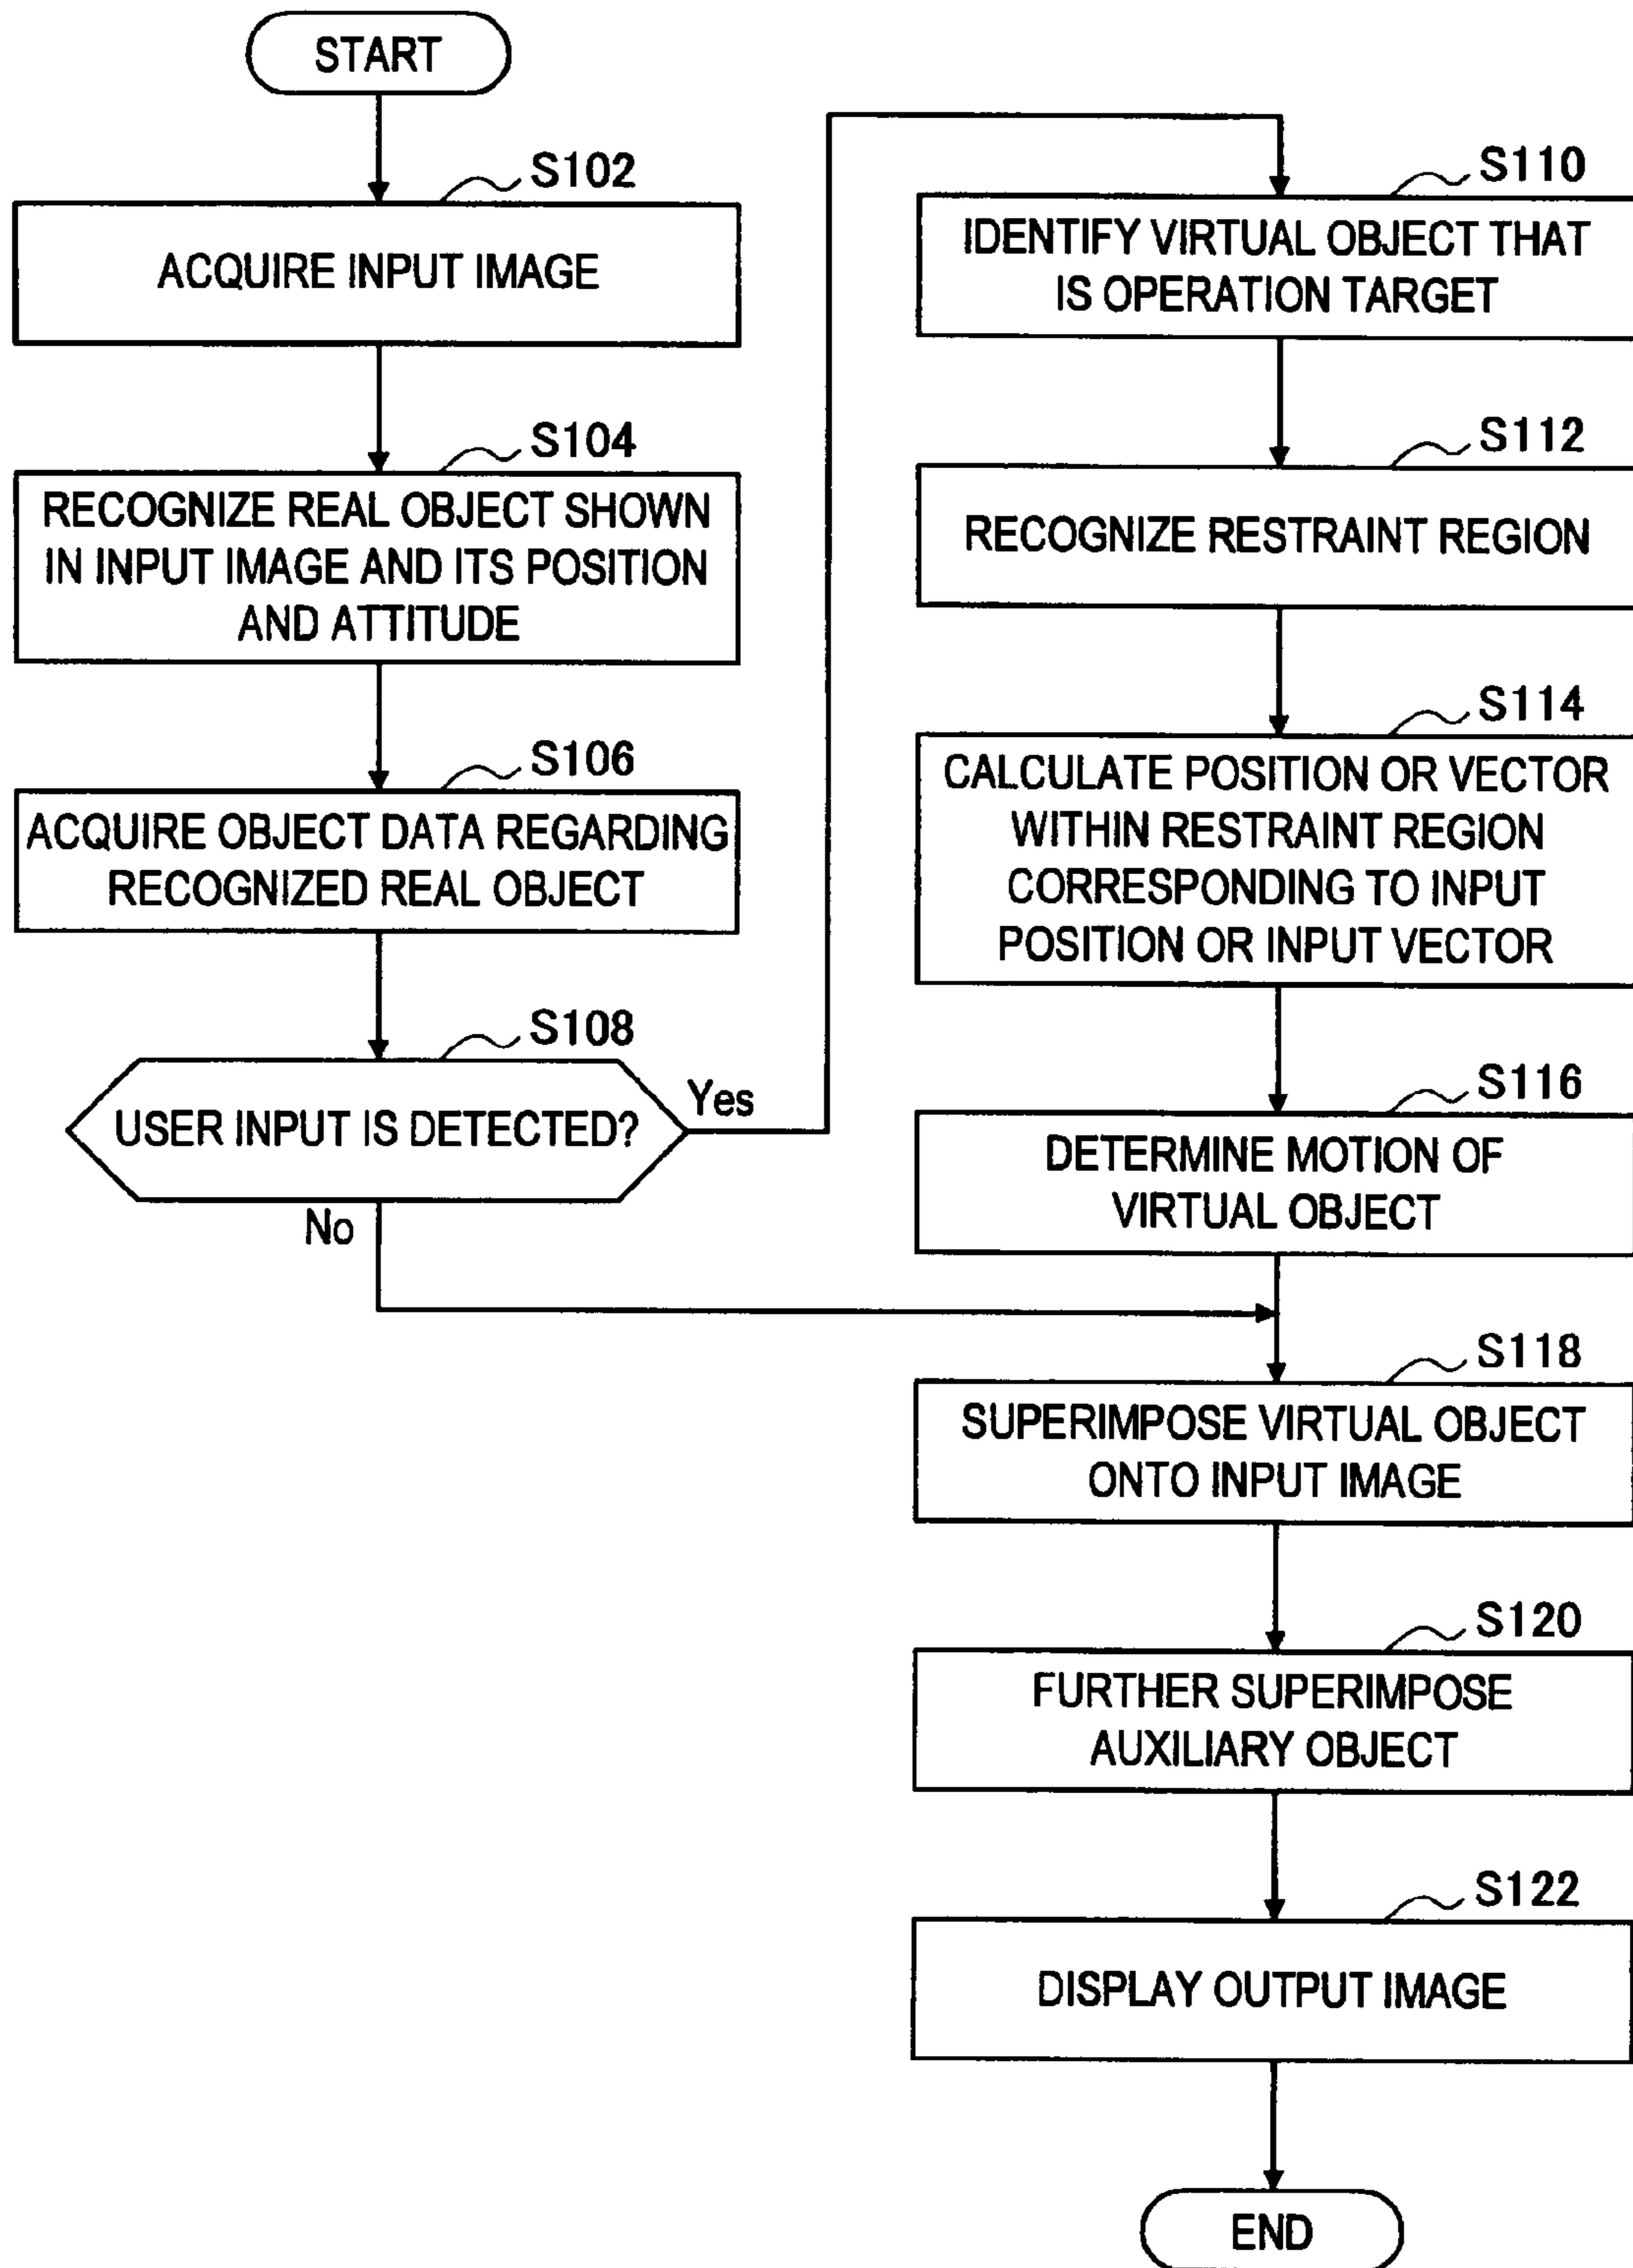 START
S102
ACQUIRE INPUT IMAGE
S104
RECOGNIZE REAL OBJECT SHOWN
IN INPUT IMAGE AND ITS POSITION
AND ATTITUDE
S106
ACQUIRE OBJECT DATA REGARDING
RECOGNIZED REAL OBJECT
S108
USER INPUT IS DETECTED?
Yes
No
S110
IDENTIFY VIRTUAL OBJECT THAT
IS OPERATION TARGET
S112
RECOGNIZE RESTRAINT REGION
S114
CALCULATE POSITION OR VECTOR
WITHIN RESTRAINT REGION
CORRESPONDING TO INPUT
POSITION OR INPUT VECTOR
S116
DETERMINE MOTION OF
VIRTUAL OBJECT
S118
SUPERIMPOSE VIRTUAL OBJECT
ONTO INPUT IMAGE
S120
FURTHER SUPERIMPOSE
AUXILIARY OBJECT
S122
DISPLAY OUTPUT IMAGE
END